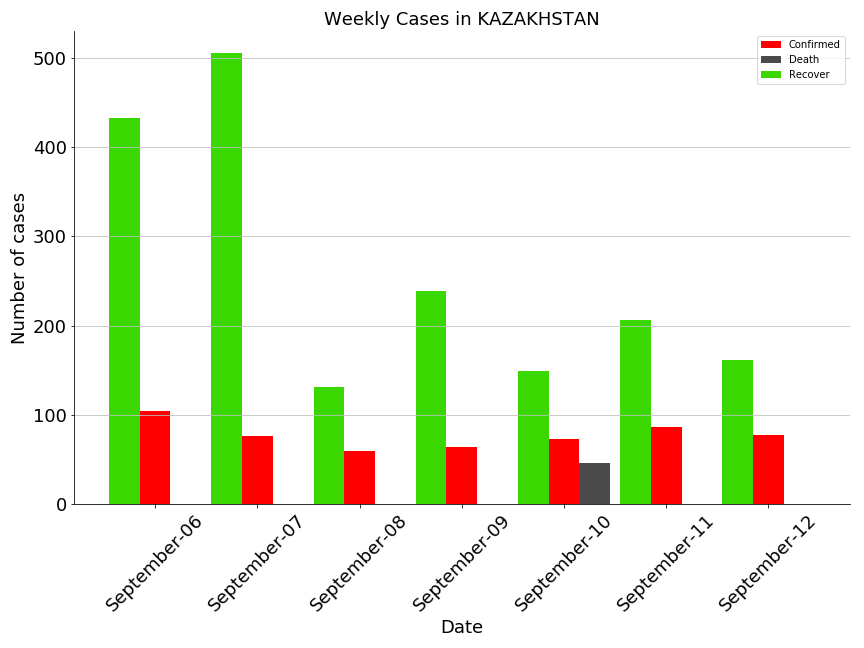 Weekly Cases in KAZAKHSTAN
Confirmed
Death
Recover
Number of cases
500
400
300
200
100
0
September-06
September-07
September-08
September-09
September-10
September-11
September-12
Date